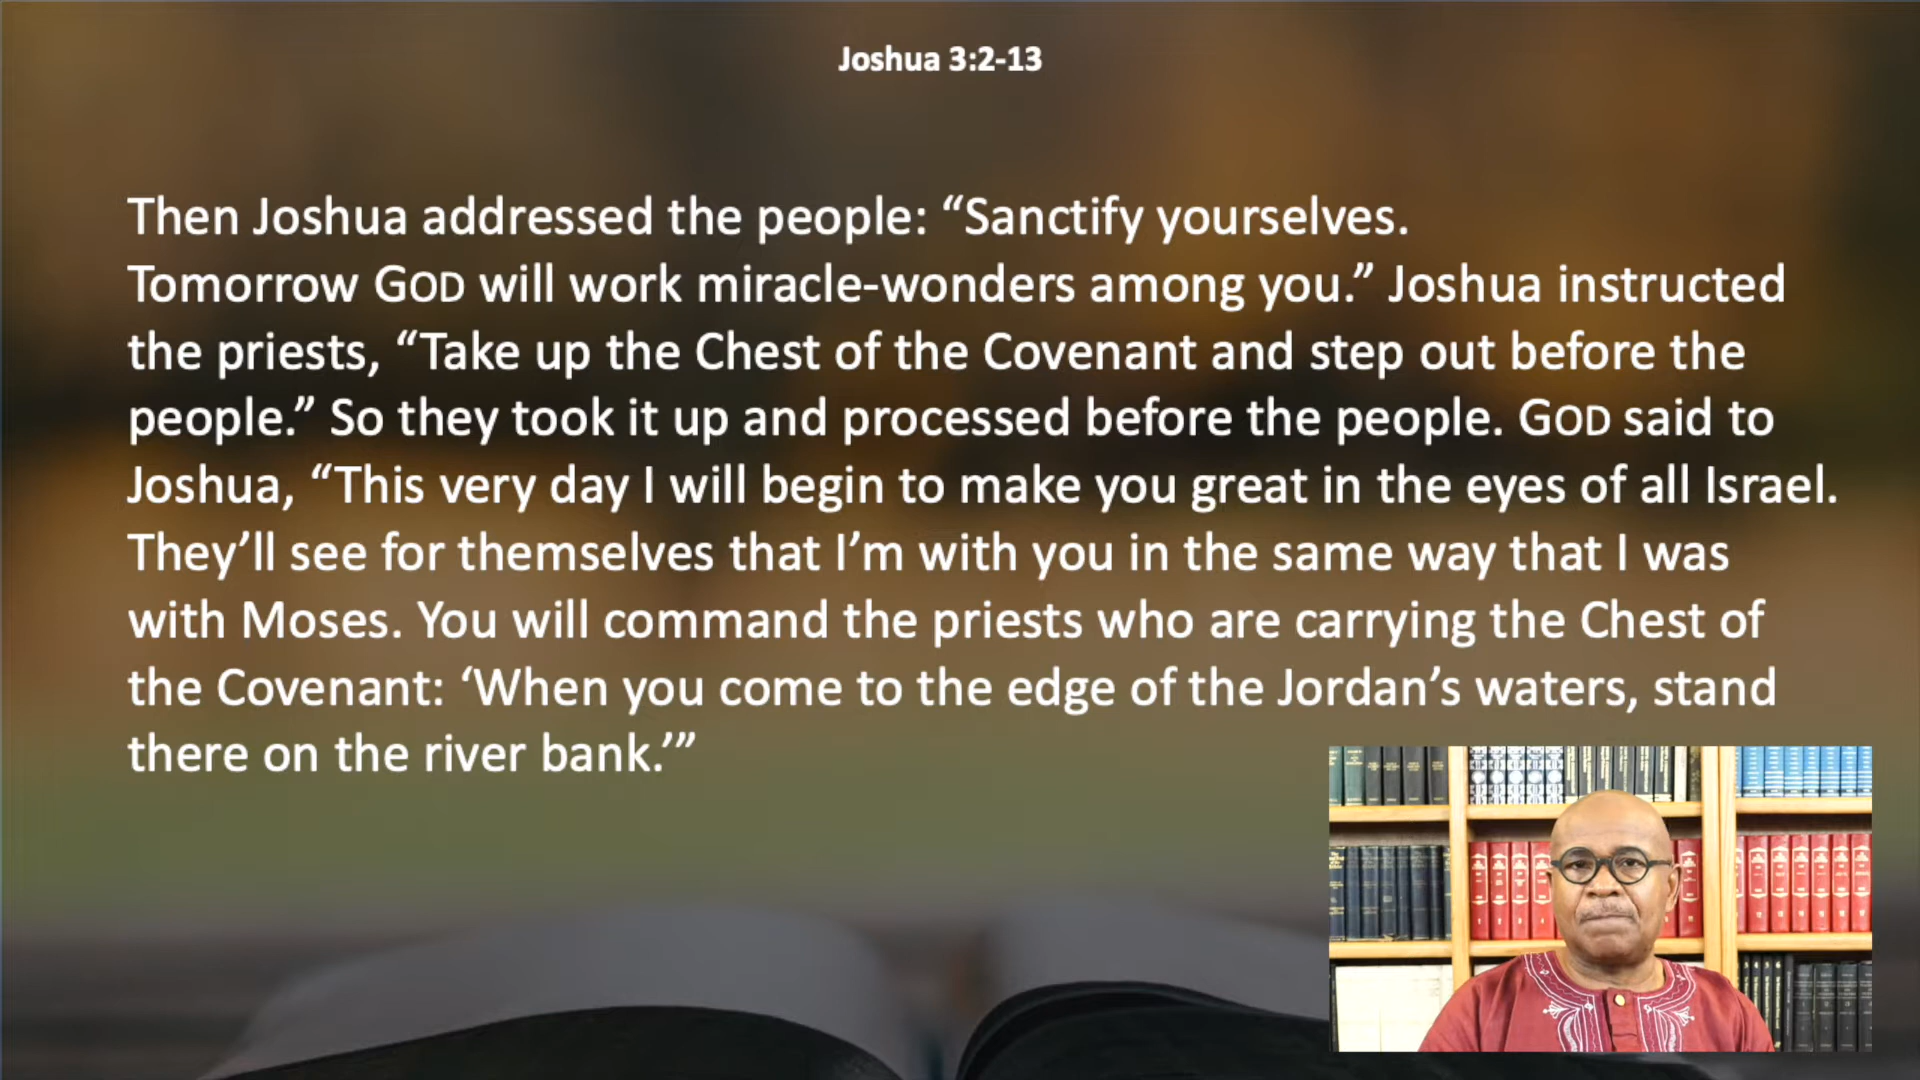 Joshua 3:2-13
Then Joshua addressed the people: “Sanctify yourselves.
Tomorrow GOD will work miracle-wonders among you.” Joshua instructed
the priests, “Take up the Chest of the Covenant and step out before the
people.” So they took it up and processed before the people. GOD said to
Joshua, “This very day I will begin to make you great in the eyes of all Israel.
They’ll see for themselves that I’m with you in the same way that I was
with Moses. You will command the priests who are carrying the Chest of
the Covenant: ‘When you come to the edge of the Jordan’s waters, stand
there on the river bank.’”